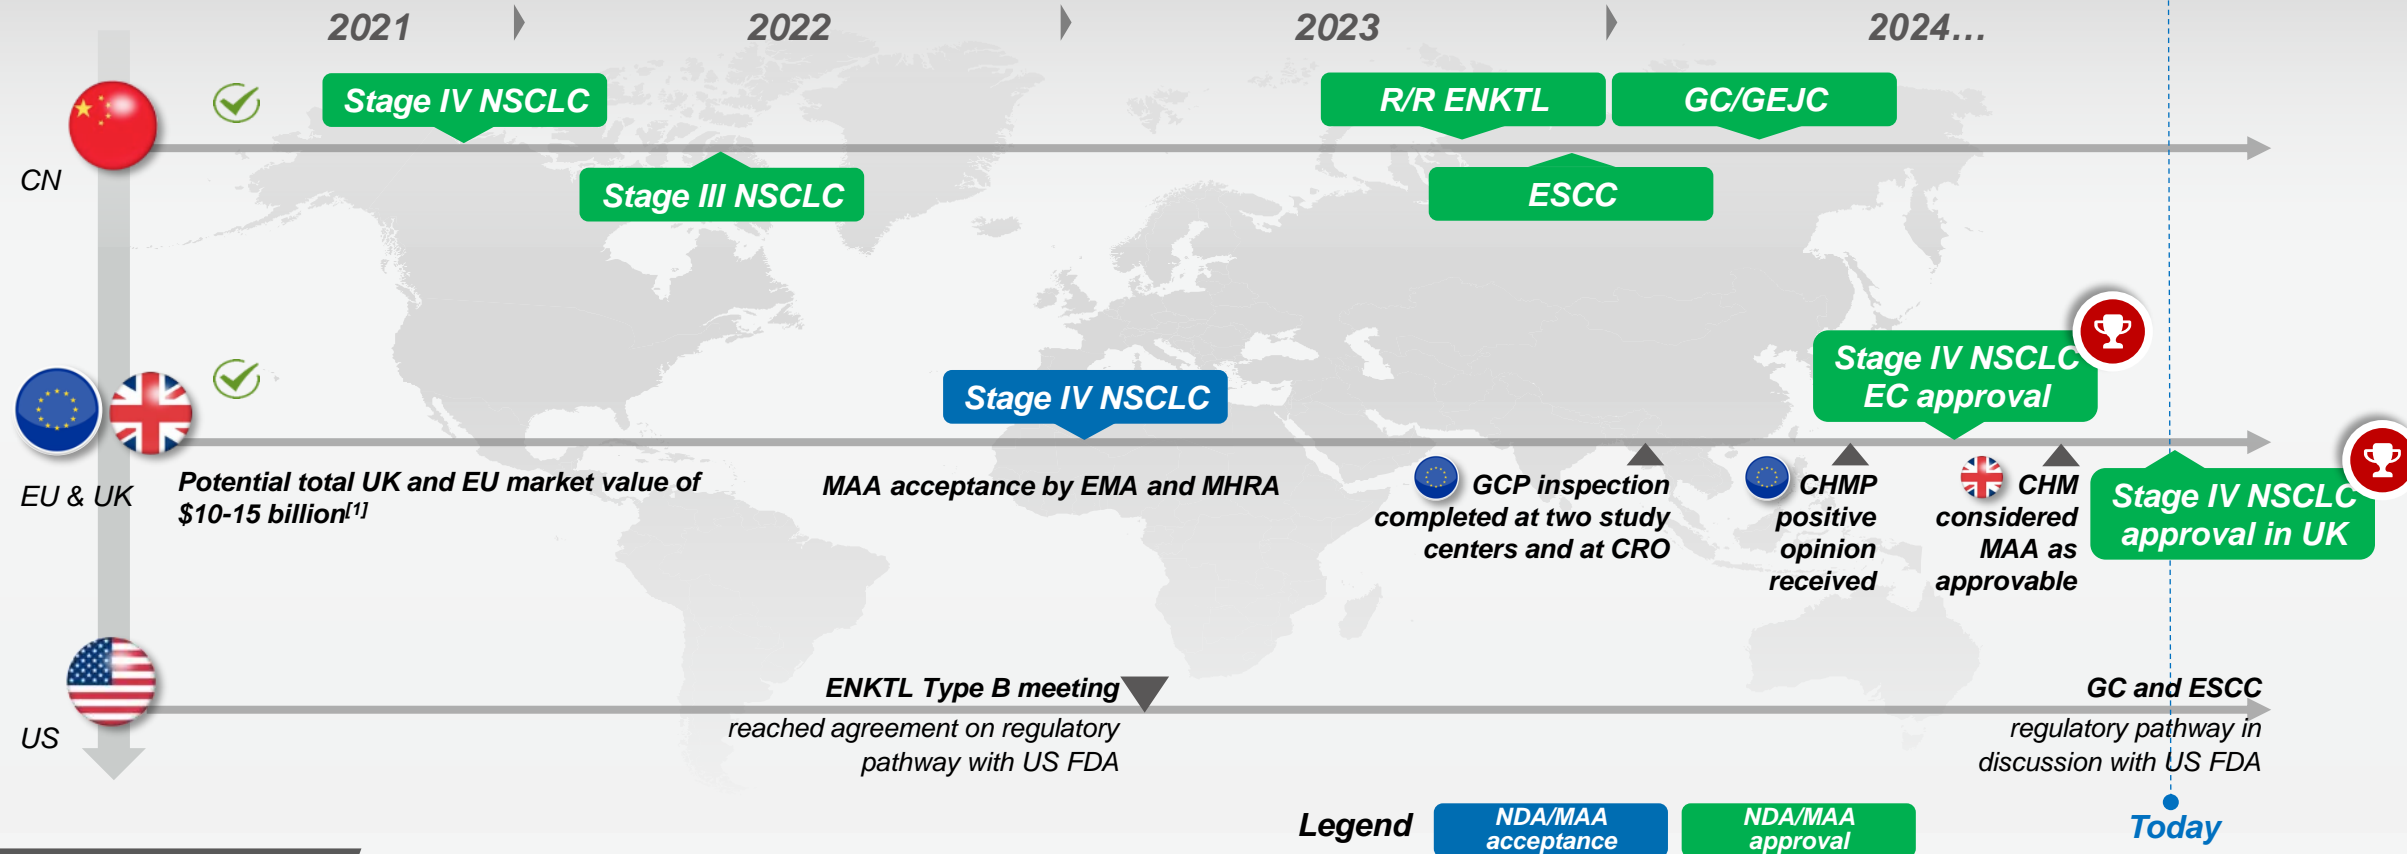 2021
2022
2023
2024…
Stage IV NSCLC
R/R ENKTL
GC/GEJC
CN
Stage III NSCLC
ESCC
Stage IV NSCLC
EC approval
Stage IV NSCLC
EU & UK
Potential total UK and EU market value of
$10-15 billion[1]
MAA acceptance by EMA and MHRA
GCP inspection
completed at two study
centers and at CRO
CHMP
positive
opinion
received
CHM
considered
MAA as
approvable
Stage IV NSCLC
approval in UK
US
ENKTL Type B meeting
reached agreement on regulatory
pathway with US FDA
GC and ESCC
regulatory pathway in
discussion with US FDA
Legend
NDA/MAA
acceptance
NDA/MAA
approval
Today